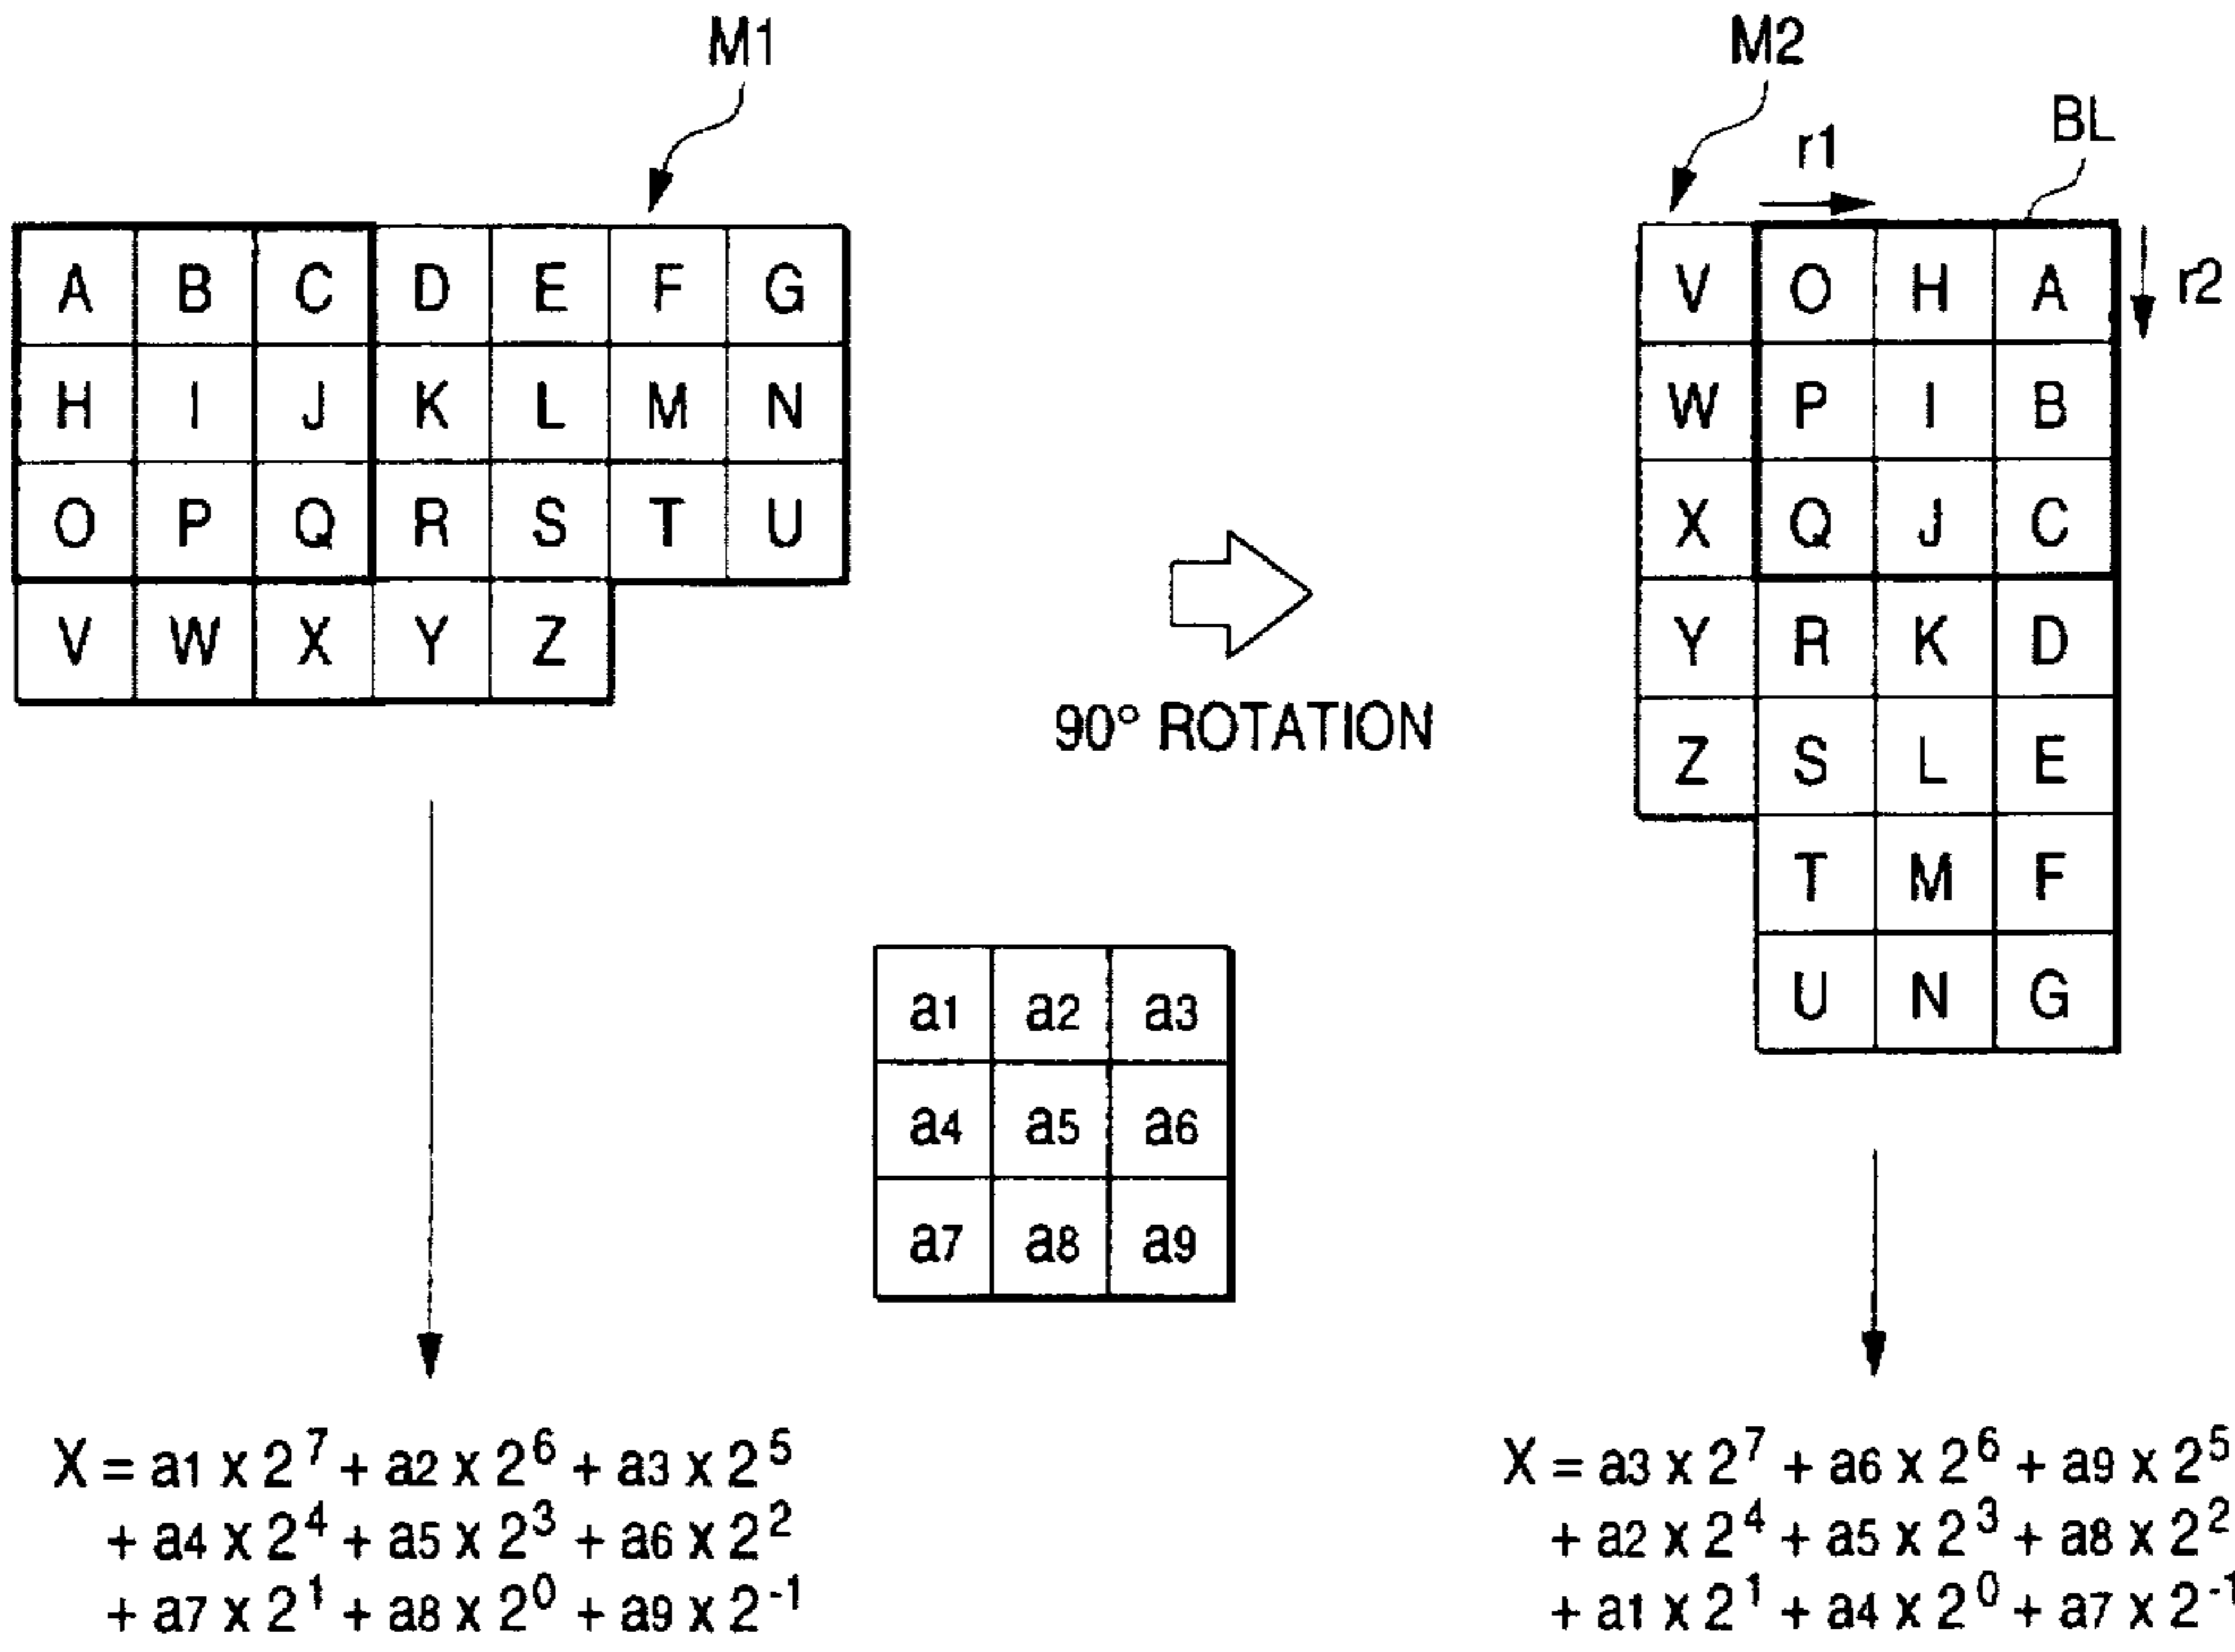 M1
A B C D E F G
H I J K L M N
O P Q R S T U
V W X Y Z
90° ROTATION
M2
r1
BL
r2
V O H A
W P I B
X Q J C
Y R K D
Z S L E
T M F
U N G
a1 a2 a3
a4 a5 a6
a7 a8 a9
X = a1 x 2^7 + a2 x 2^6 + a3 x 2^5
+ a4 x 2^4 + a5 x 2^3 + a6 x 2^2
+ a7 x 2^1 + a8 x 2^0 + a9 x 2^-1
X = a3 x 2^7 + a6 x 2^6 + a9 x 2^5
+ a2 x 2^4 + a5 x 2^3 + a8 x 2^2
+ a1 x 2^1 + a4 x 2^0 + a7 x 2^-1